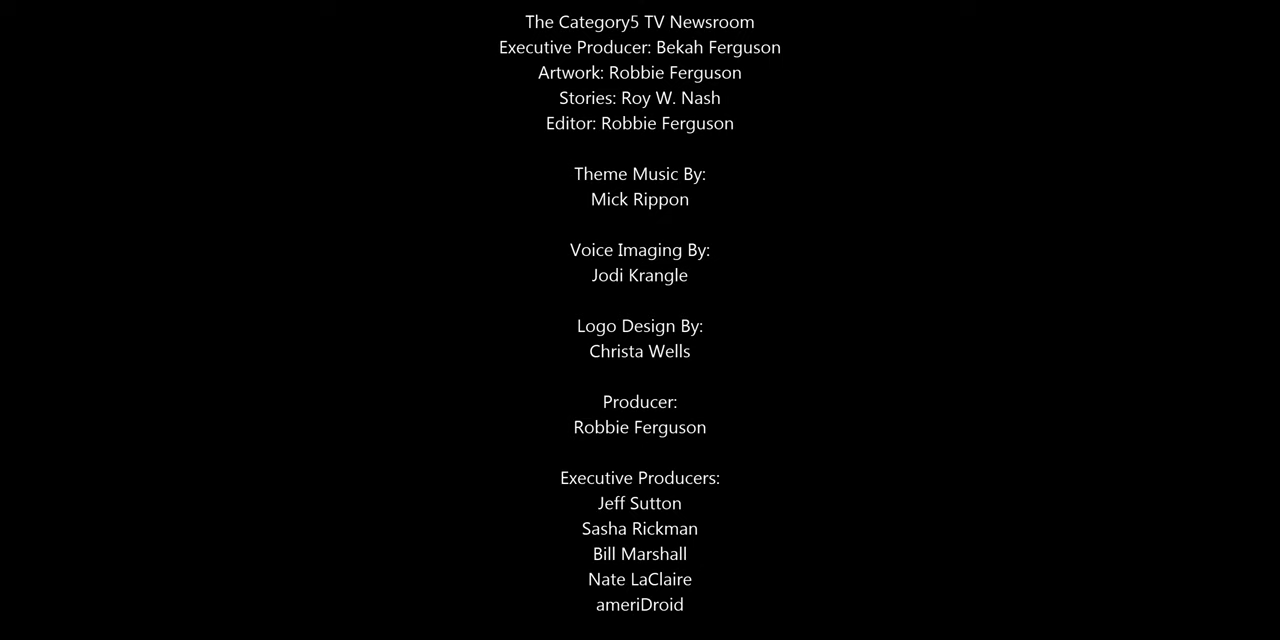 The Category5 TV Newsroom
Executive Producer: Bekah Ferguson
Artwork: Robbie Ferguson
Stories: Roy W. Nash
Editor: Robbie Ferguson
Theme Music By:
Mick Rippon
Voice Imaging By:
Jodi Krangle
Logo Design By:
Christa Wells
Producer:
Robbie Ferguson
Executive Producers:
Jeff Sutton
Sasha Rickman
Bill Marshall
Nate LaClaire
ameriDroid